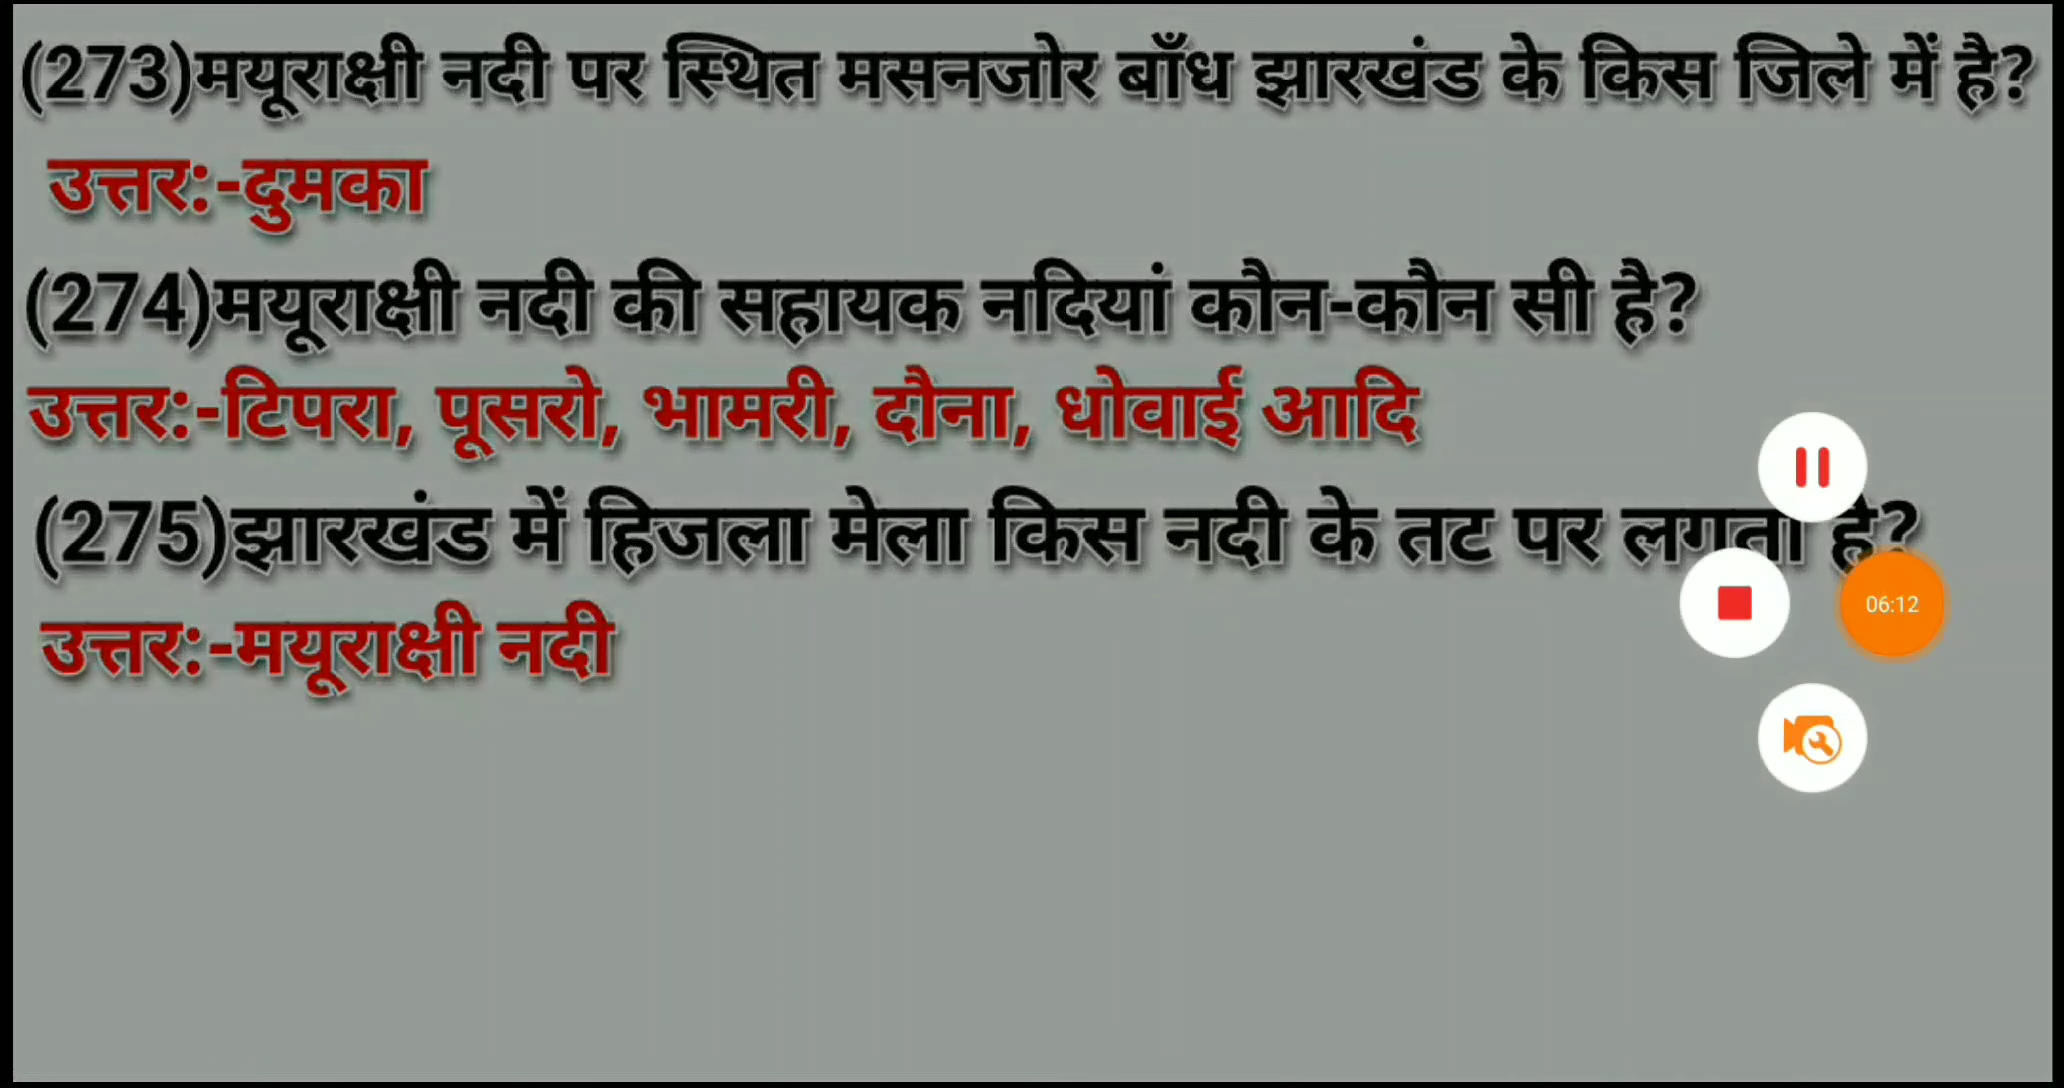 (273)मयूराक्षी नदी पर स्थित मसनजोर बाँध झारखंड के किस जिले में है?
उत्तर:-दुमका
(274)मयूराक्षी नदी की सहायक नदियां कौन-कौन सी है?
उत्तर:-टिपरा, पूसरो, भामरी, दौना, धोवाई आदि
(275)झारखंड में हिजला मेला किस नदी के तट पर लगता है?
06:12
उत्तर:-मयूराक्षी नदी